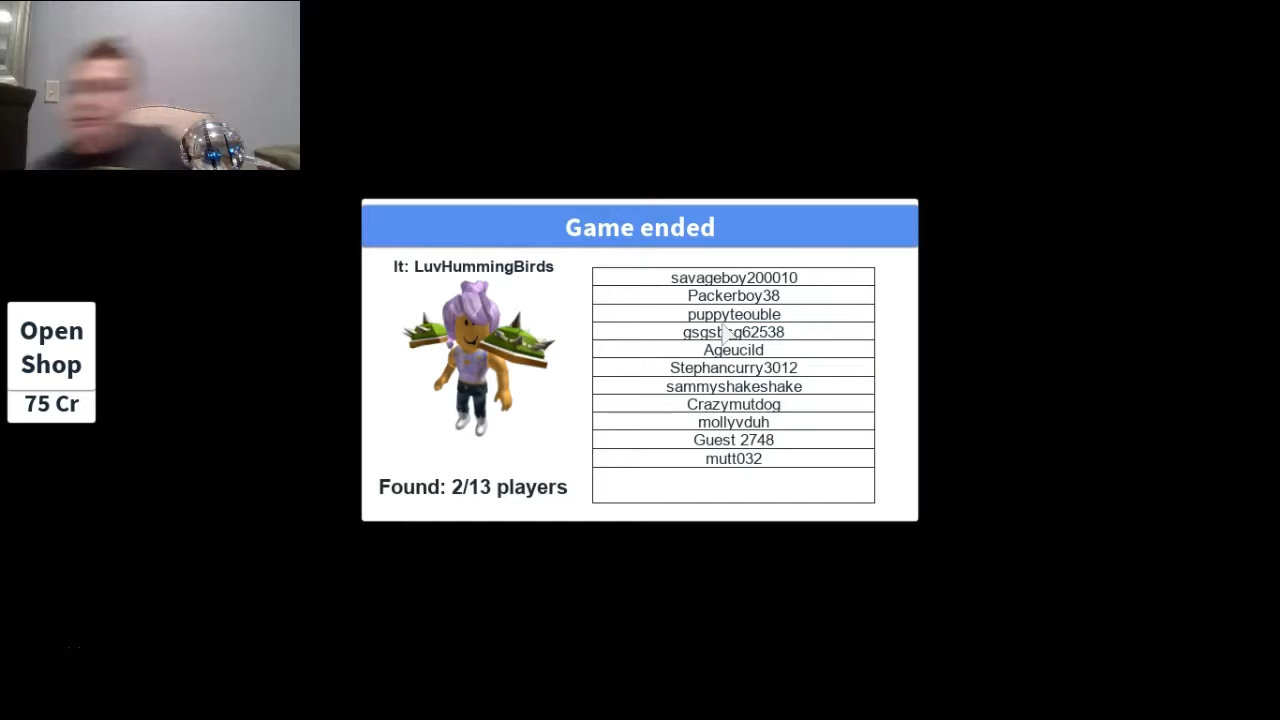 Game ended
It: LuvHummingBirds
savageboy200010
Packerboy38
puppyteouble
Ageucild
Stephancurry3012
sammyshakeshake
Crazymutdog
mollyvduh
Guest 2748
mutt032
Found: 2/13 players
Open
Shop
75 Cr